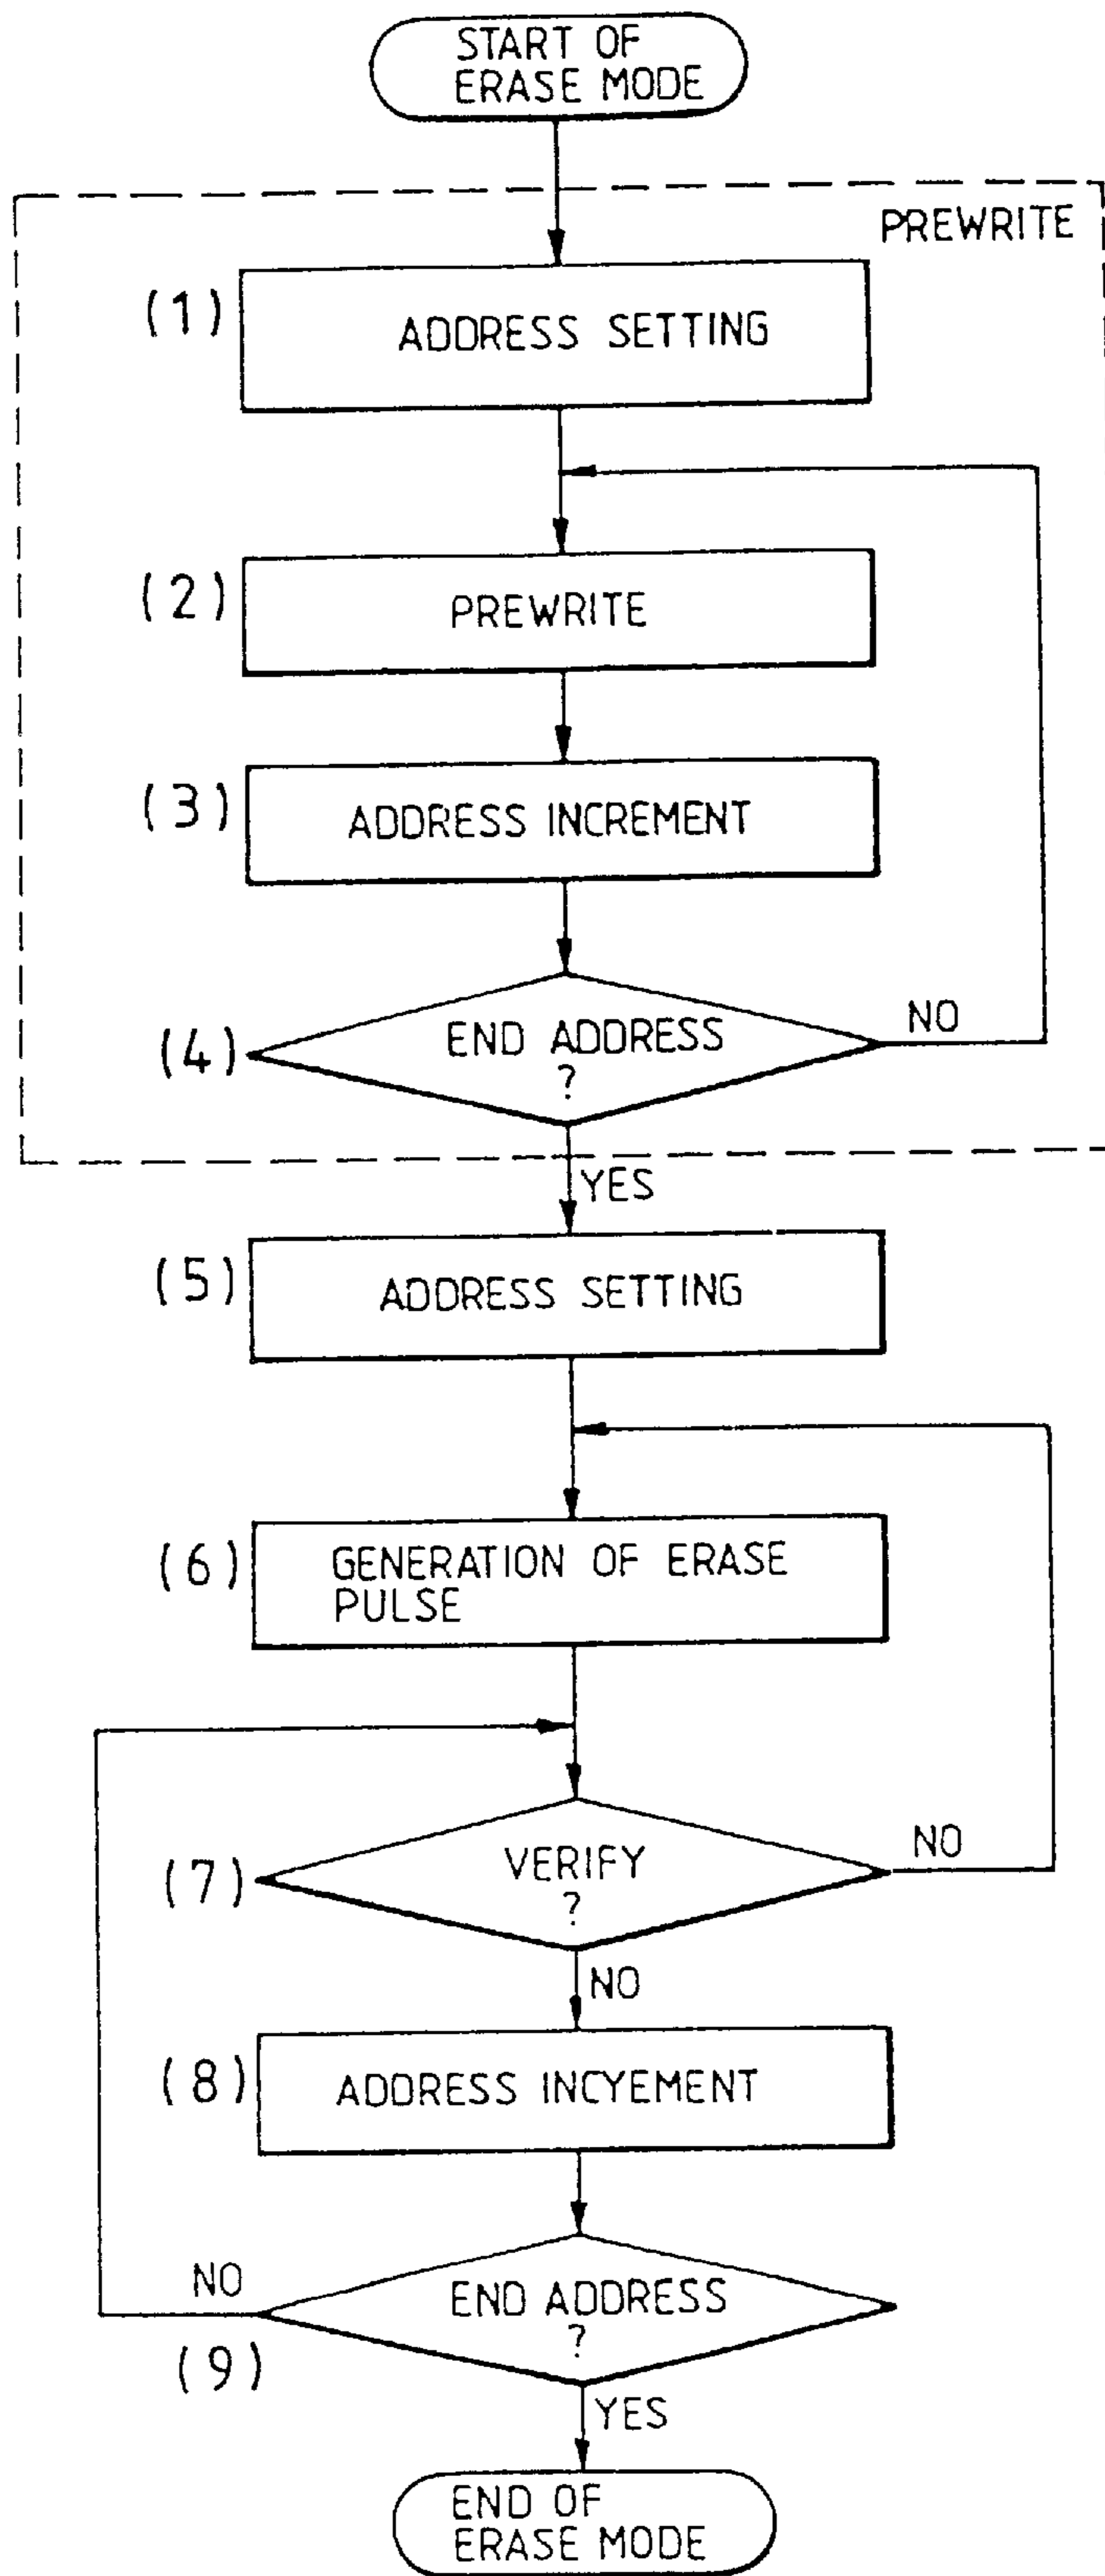 START OF
ERASE MODE
PREWRITE
(1)
ADDRESS SETTING
(2)
PREWRITE
(3)
ADDRESS INCREMENT
(4)
END ADDRESS
?
NO
YES
(5)
ADDRESS SETTING
(6)
GENERATION OF ERASE
PULSE
(7)
VERIFY
?
NO
NO
(8)
ADDRESS INCYEMENT
NO
(9)
END ADDRESS
?
YES
END OF
ERASE MODE